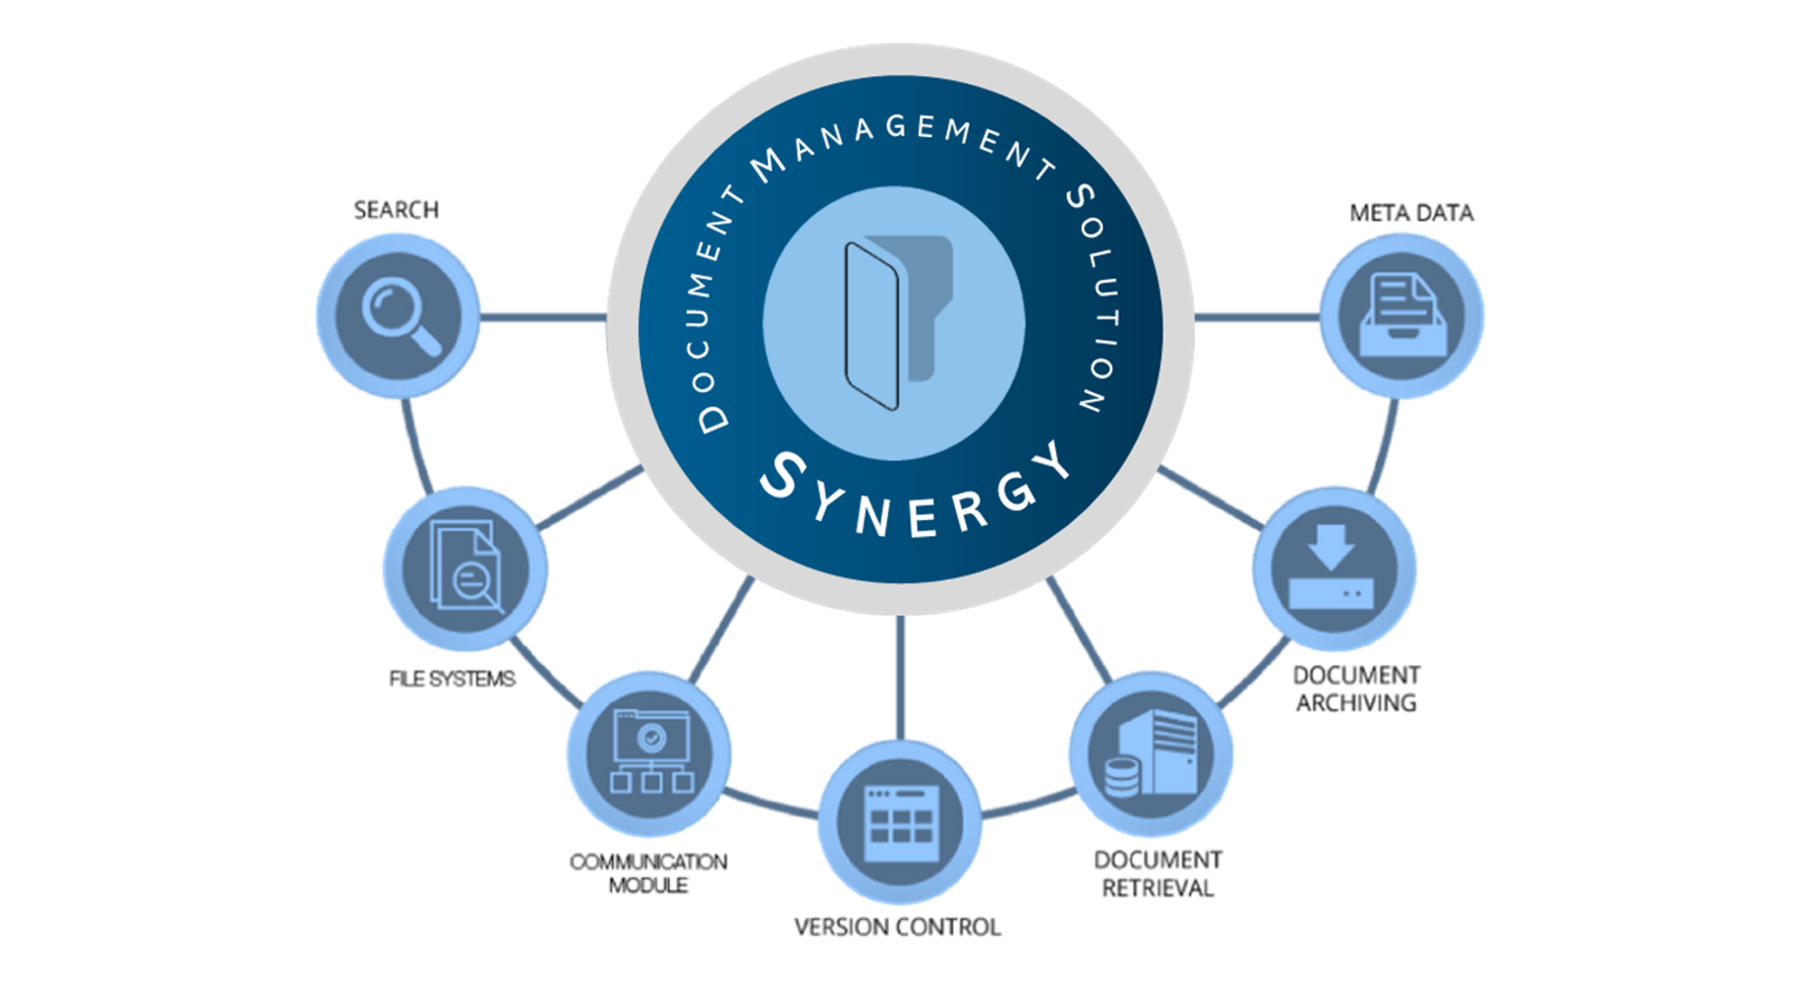 DOCUMENT MANAGEMENT SOLUTION
SYNERGY
SEARCH
META DATA
FILE SYSTEMS
DOCUMENT
ARCHIVING
COMMUNICATION
MODULE
DOCUMENT
RETRIEVAL
VERSION CONTROL